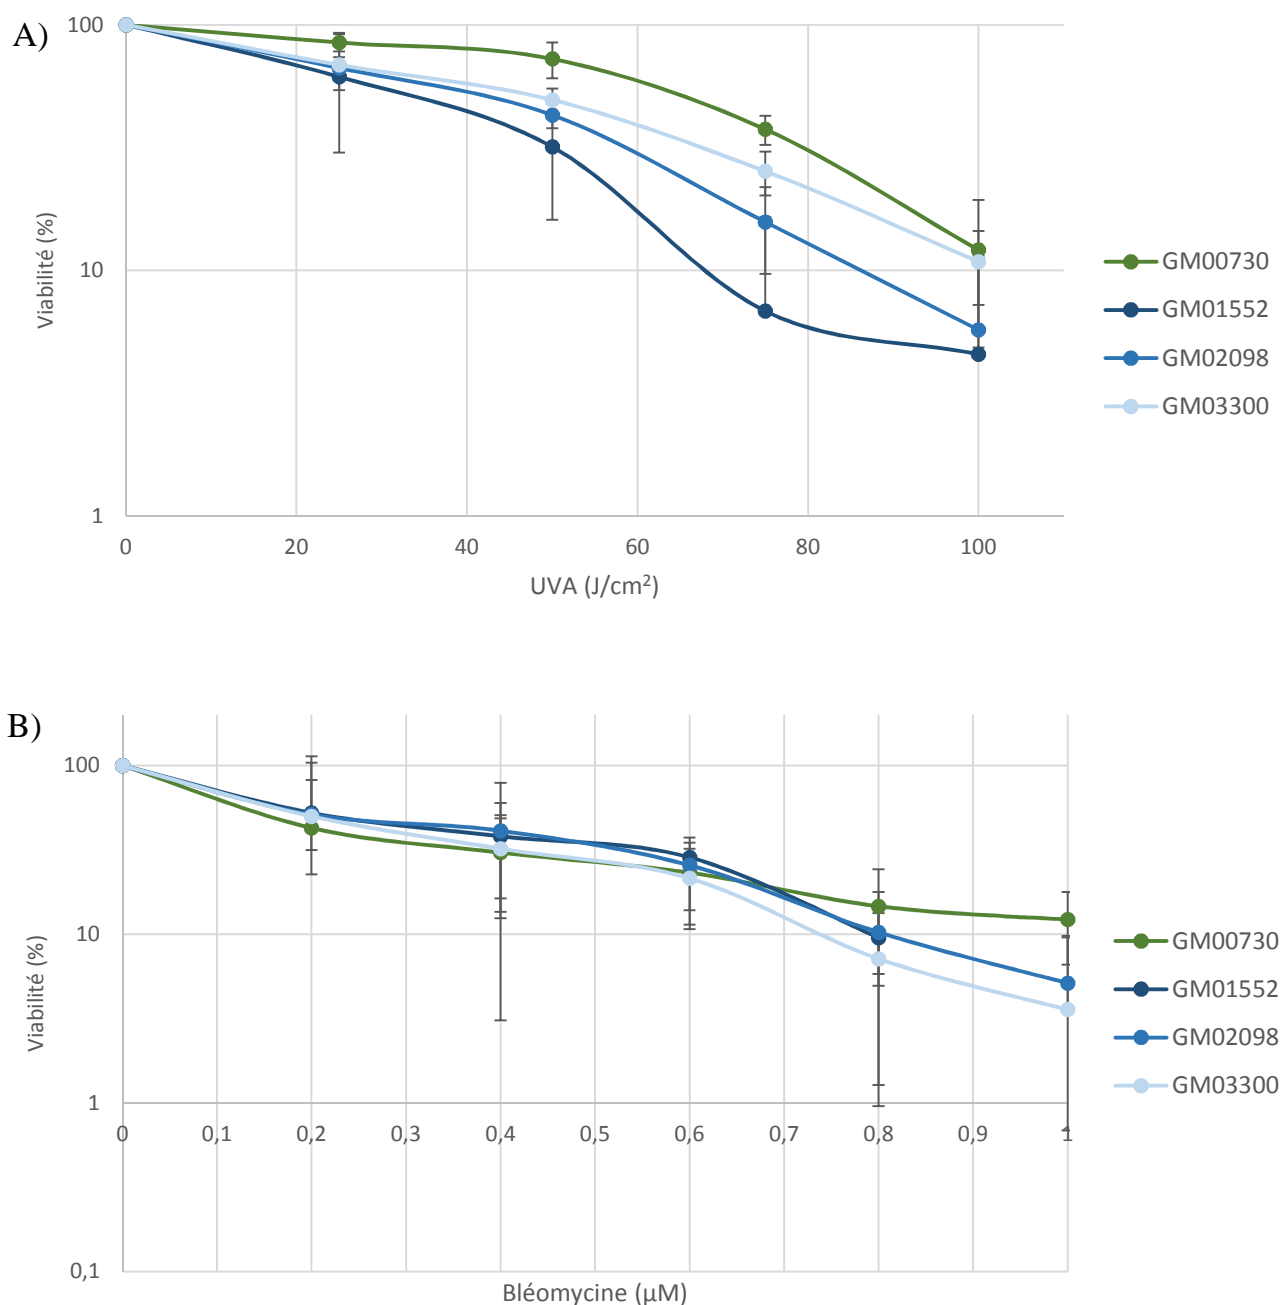 A)
100
10
1
Viabilité (%)
0 20 40 60 80 100
UVA (J/cm²)
GM00730
GM01552
GM02098
GM03300
B)
100
10
1
0,1
Viabilité (%)
0 0,1 0,2 0,3 0,4 0,5 0,6 0,7 0,8 0,9 1
Bléomycine (µM)
GM00730
GM01552
GM02098
GM03300